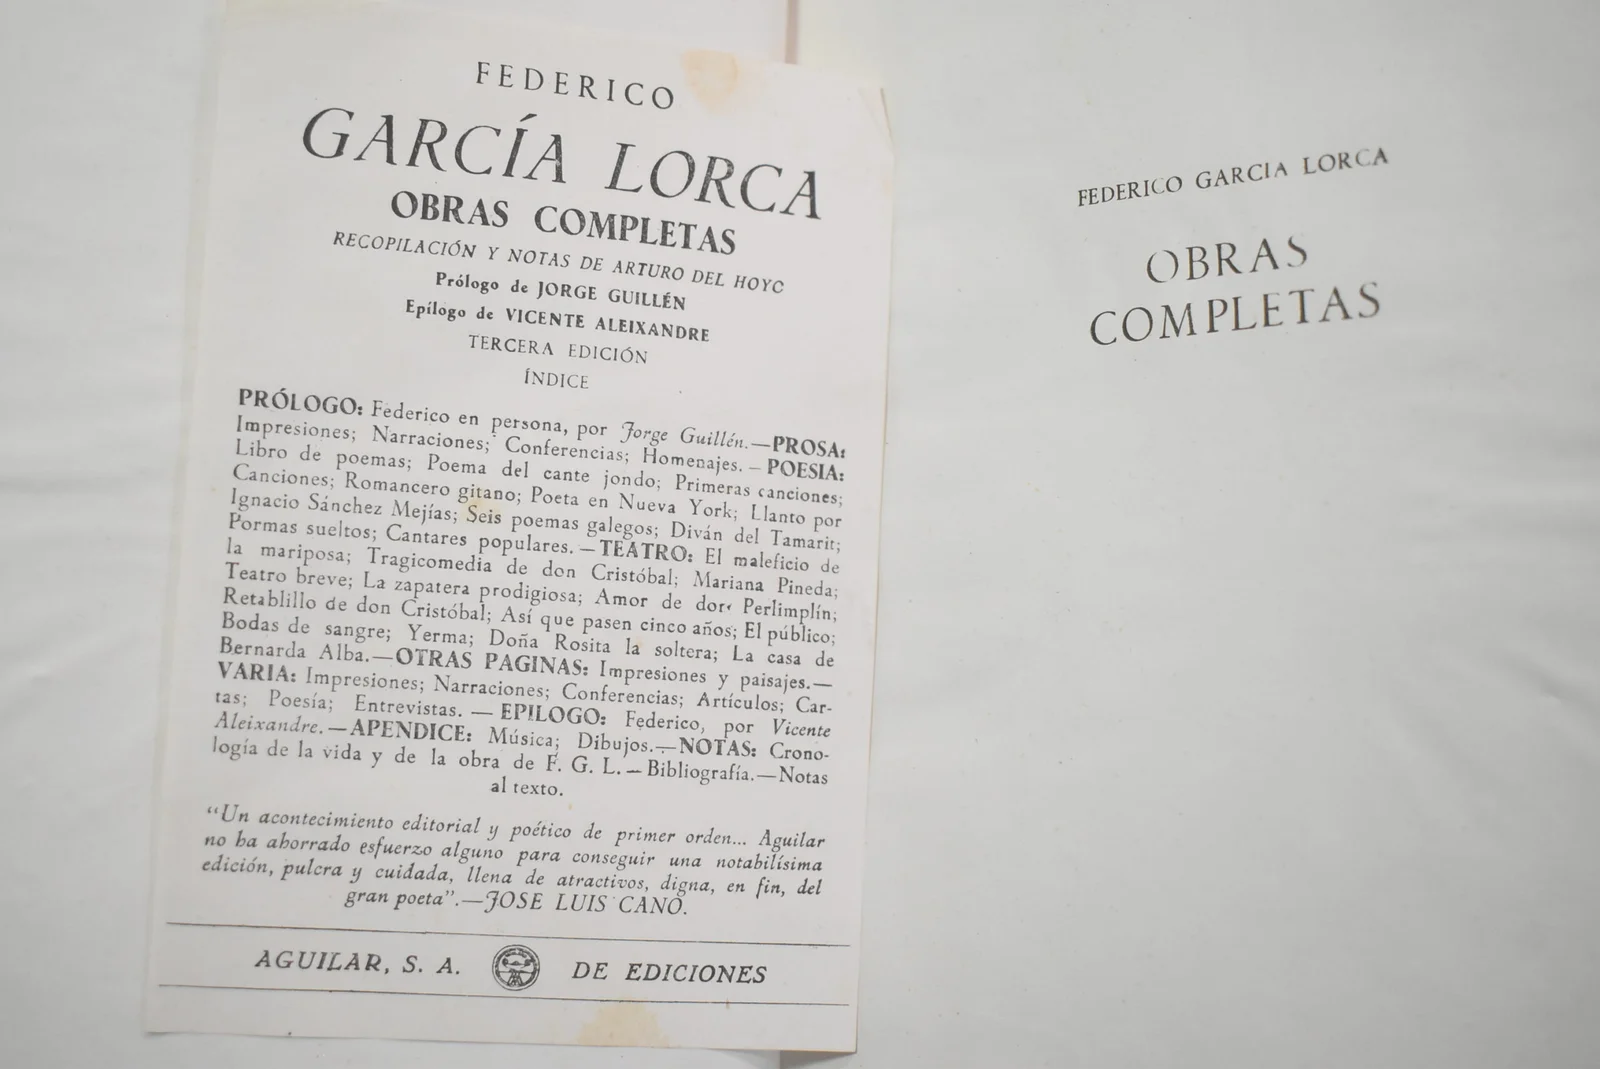 FEDERICO
GARCÍA LORCA
OBRAS COMPLETAS
RECOPILACIÓN Y NOTAS DE ARTURO DEL HOYO
Prólogo de JORGE GUILLÉN
Epílogo de VICENTE ALEIXANDRE
TERCERA EDICIÓN
ÍNDICE
PRÓLOGO: Federico en persona, por Jorge Guillén.—PROSA:
Impresiones; Narraciones; Conferencias; Homenajes. – POESIA:
Libro de poemas; Poema del cante jondo; Primeras canciones;
Canciones; Romancero gitano; Poeta en Nueva York; Llanto por
Ignacio Sánchez Mejías; Seis poemas galegos; Diván del Tamarit;
Pormas sueltos; Cantares populares. — TEATRO: El maleficio de
la mariposa; Tragicomedia de don Cristóbal; Mariana Pineda;
Teatro breve; La zapatera prodigiosa; Amor de don Perlimplín;
Retablillo de don Cristóbal; Así que pasen cinco años; El público;
Bodas de sangre; Yerma; Doña Rosita la soltera; La casa de
Bernarda Alba.—OTRAS PAGINAS: Impresiones y paisajes.—
VARIA: Impresiones; Narraciones; Conferencias; Artículos; Car-
tas; Poesía; Entrevistas. — EPILOGO: Federico, por Vicente
Aleixandre. —APENDICE: Música; Dibujos.—NOTAS: Crono-
logía de la vida y de la obra de F. G. L. — Bibliografía.—Notas
al texto.
“Un acontecimiento editorial y poético de primer orden... Aguilar
no ha ahorrado esfuerzo alguno para conseguir una notabilísima
edición, pulcra y cuidada, llena de atractivos, digna, en fin, del
gran poeta”.—JOSE LUIS CANO.
AGUILAR, S. A. DE EDICIONES
FEDERICO GARCIA LORCA
OBRAS
COMPLETAS